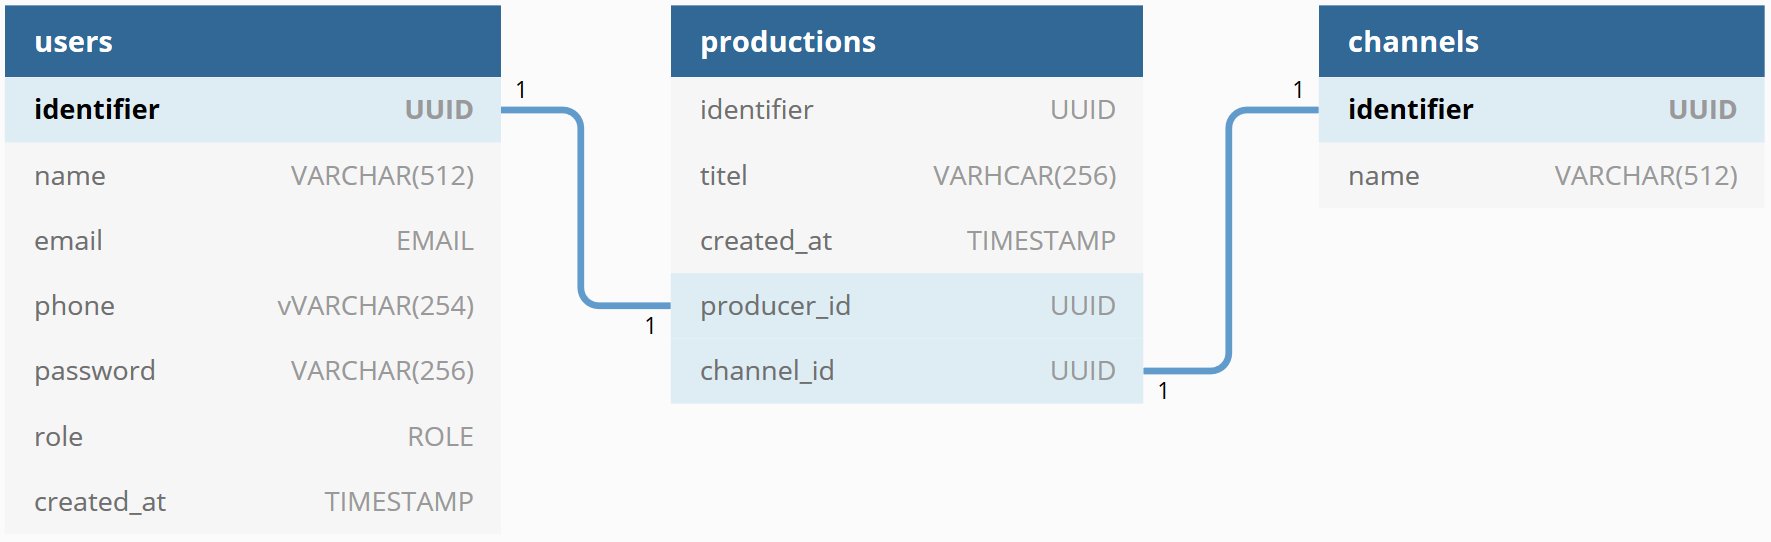 users
identifier UUID
name VARCHAR(512)
email EMAIL
phone vVARCHAR(254)
password VARCHAR(256)
role ROLE
created_at TIMESTAMP
1
1
productions
identifier UUID
titel VARHCAR(256)
created_at TIMESTAMP
producer_id UUID
channel_id UUID
1
1
channels
identifier UUID
name VARCHAR(512)